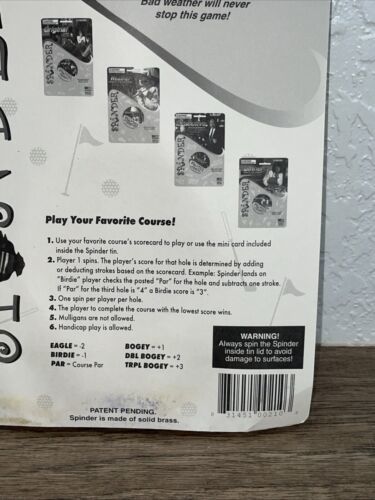 Bad weather will never
stop this game!
SPINDER
SPINDER
SPINDER
SPINDER
Play Your Favorite Course!
1. Use your favorite course's scorecard to play or use the mini card included
inside the Spinder tin.
2. Player 1 spins. The player's score for that hole is determined by adding
or deducting strokes based on the scorecard. Example: Spinder lands on
"Birdie" player checks the posted "Par" for the hole and subtracts one stroke.
If "Par" for the third hole is "4" a Birdie score is "3".
3. One spin per player per hole.
4. The player to complete the course with the lowest score wins.
5. Mulligans are not allowed.
6. Handicap play is allowed.
EAGLE = -2
BIRDIE = -1
PAR = Course Par
BOGEY = +1
DBL BOGEY = +2
TRPL BOGEY = +3
WARNING!
Always spin the Spinder
inside tin lid to avoid
damage to surfaces!
PATENT PENDING.
Spinder is made of solid brass.
31451 00210